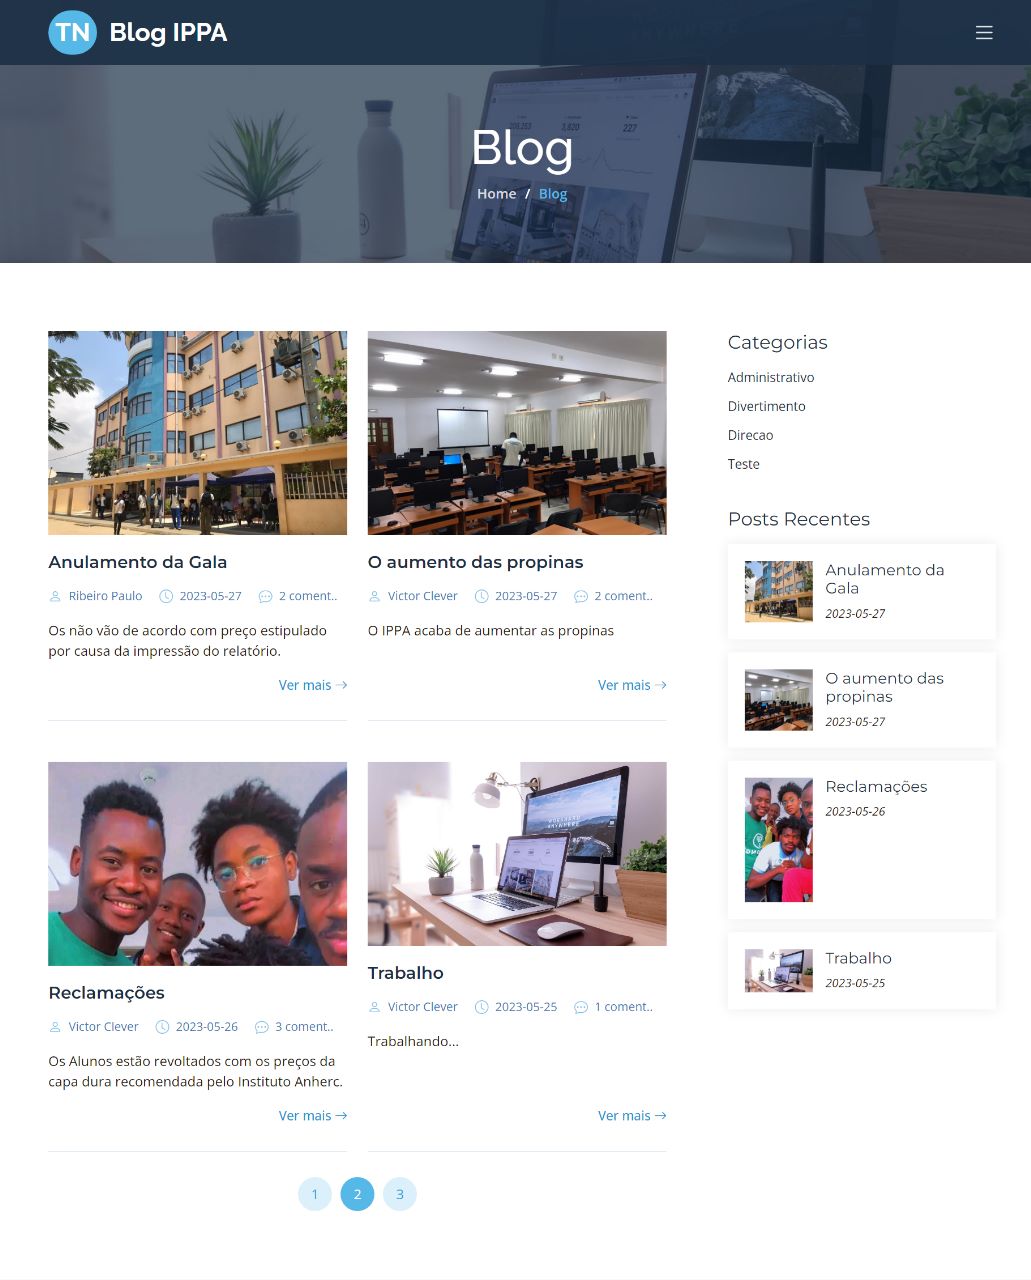 TN Blog IPPA
Blog
Home / Blog
Anulamento da Gala
Ribeiro Paulo 2023-05-27 2 coment..
Os não vão de acordo com preço estipulado
por causa da impressão do relatório.
Ver mais →
O aumento das propinas
Victor Clever 2023-05-27 2 coment..
O IPPA acaba de aumentar as propinas
Ver mais →
Reclamações
Victor Clever 2023-05-26 3 coment..
Os Alunos estão revoltados com os preços da
capa dura recomendada pelo Instituto Anherc.
Ver mais →
Trabalho
Victor Clever 2023-05-25 1 coment..
Trabalhando...
Ver mais →
1 2 3
Categorias
Administrativo
Divertimento
Direcao
Teste
Posts Recentes
Anulamento da
Gala
2023-05-27
O aumento das
propinas
2023-05-27
Reclamações
2023-05-26
Trabalho
2023-05-25